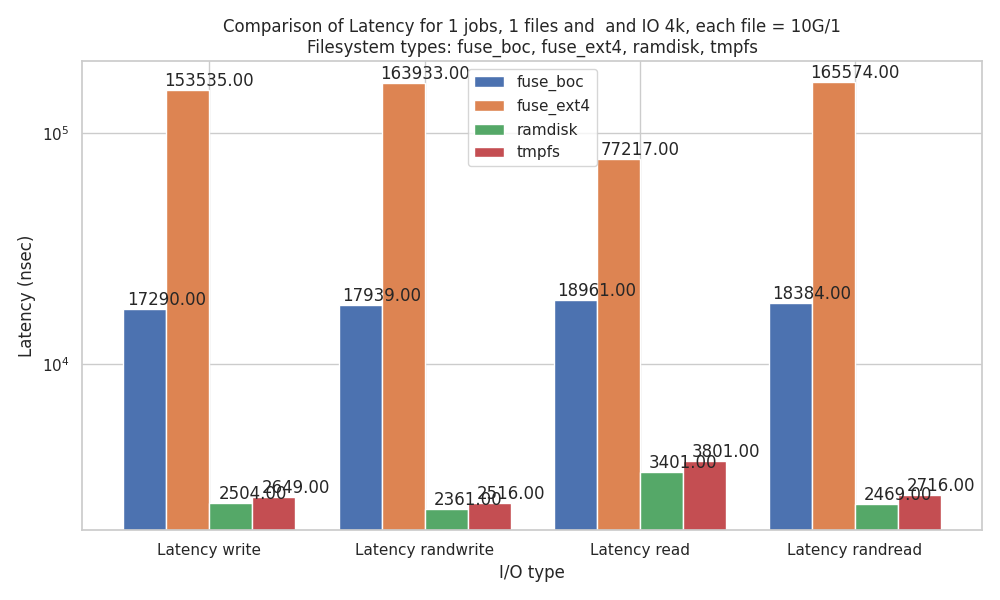 Comparison of Latency for 1 jobs, 1 files and  and IO 4k, each file = 10G/1
Filesystem types: fuse_boc, fuse_ext4, ramdisk, tmpfs
fuse_boc
fuse_ext4
ramdisk
tmpfs
Latency (nsec)
10^5
10^4
17290.00
153535.00
2504.00
2649.00
17939.00
163933.00
2361.00
2516.00
18961.00
77217.00
3401.00
3801.00
18384.00
165574.00
2469.00
2716.00
Latency write
Latency randwrite
Latency read
Latency randread
I/O type